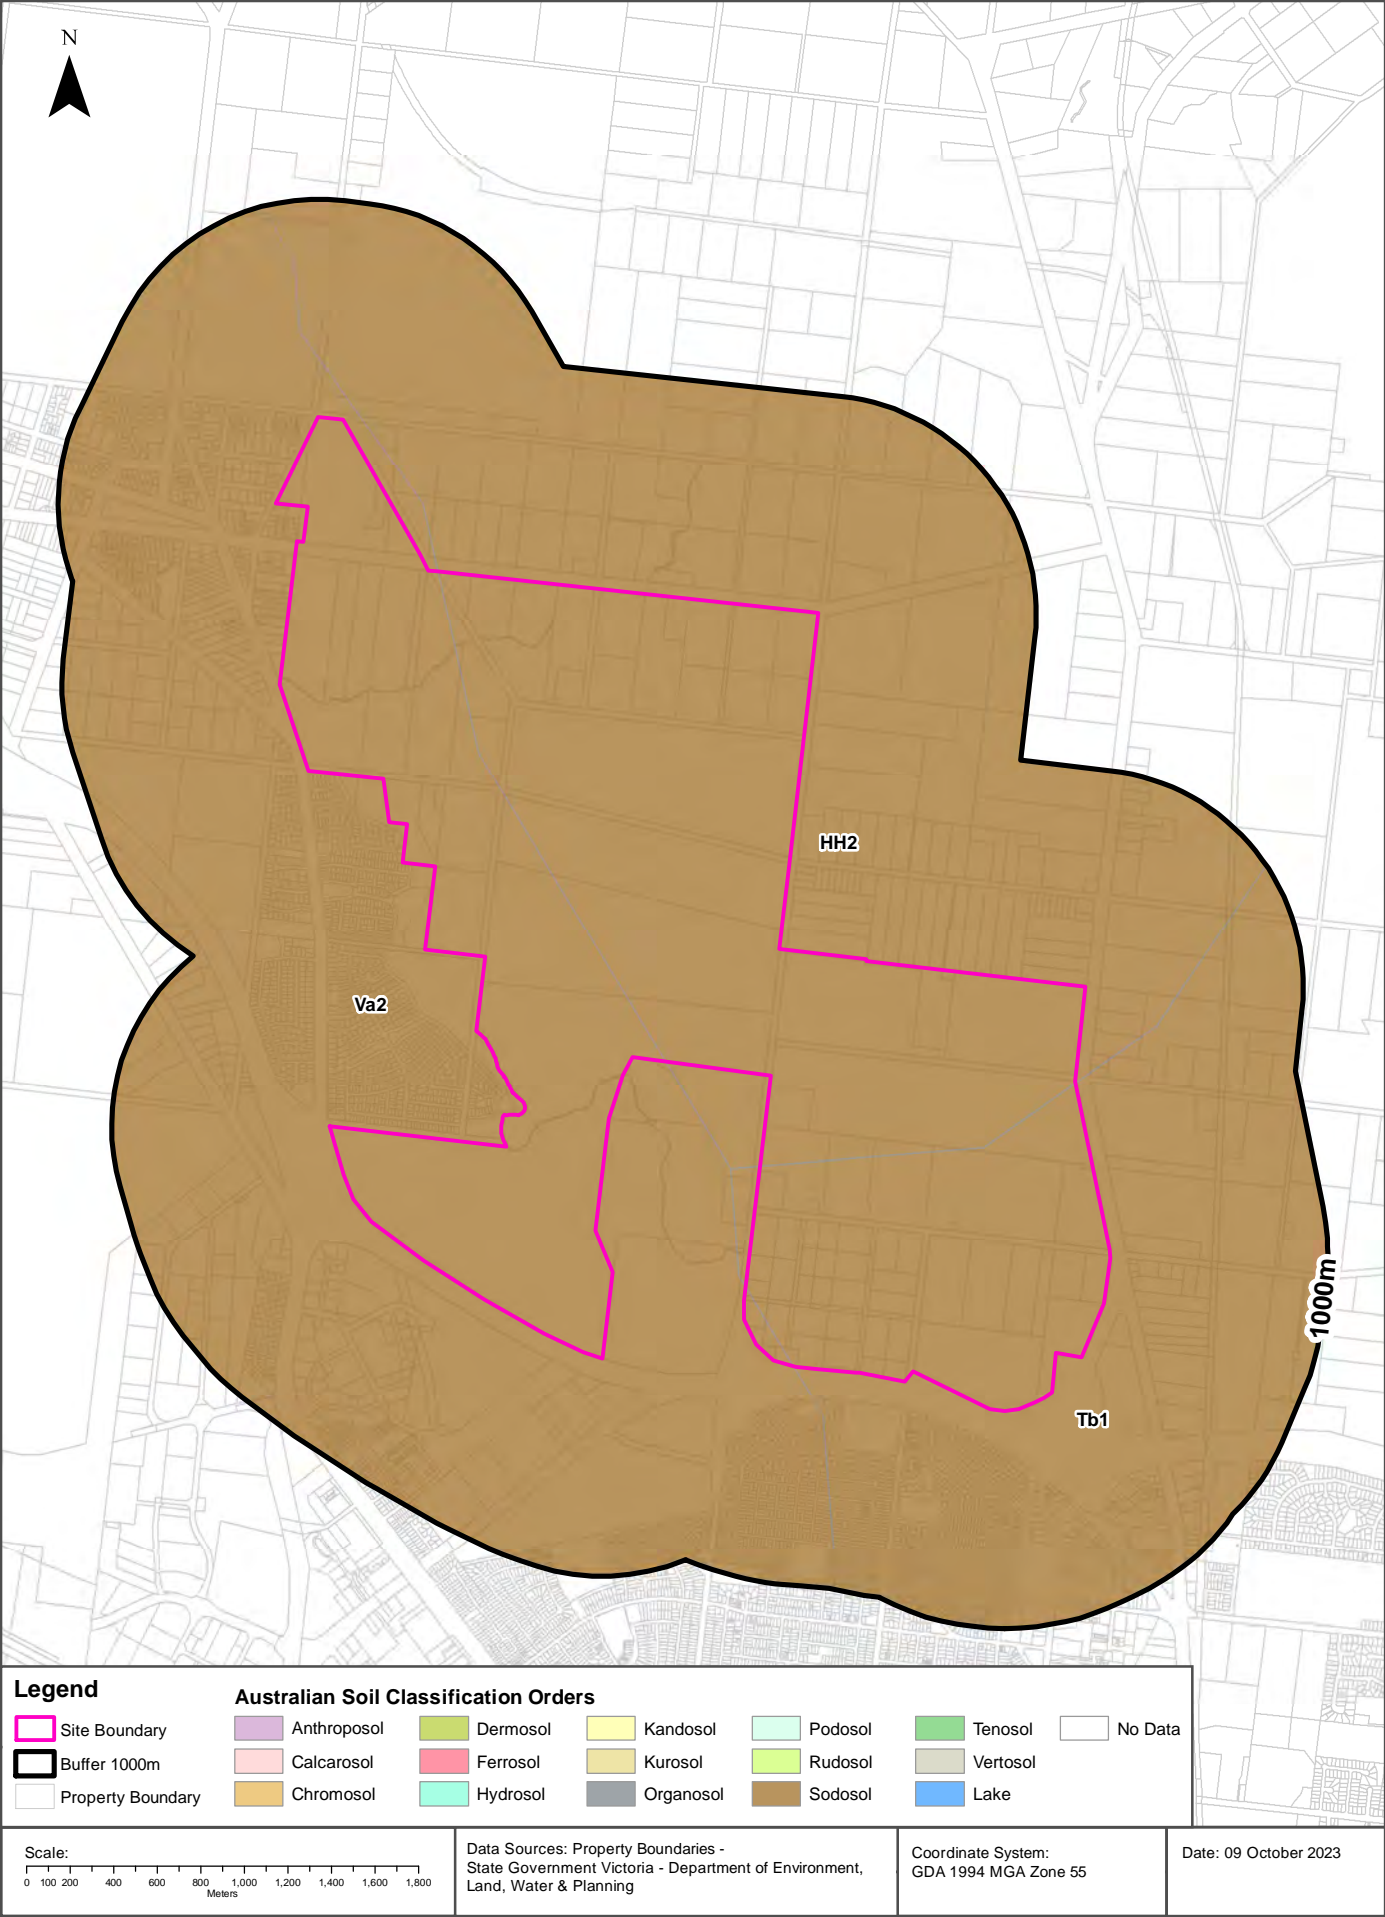 N
HH2
Va2
1000m
Tb1
Legend
Site Boundary
Buffer 1000m
Property Boundary
Australian Soil Classification Orders
Anthroposol
Calcarosol
Chromosol
Dermosol
Ferrosol
Hydrosol
Kandosol
Kurosol
Organosol
Podosol
Rudosol
Sodosol
Tenosol
Vertosol
Lake
No Data
Scale:
0 100 200 400 600 800 1,000 1,200 1,400 1,600 1,800
Meters
Data Sources: Property Boundaries -
State Government Victoria - Department of Environment,
Land, Water & Planning
Coordinate System:
GDA 1994 MGA Zone 55
Date: 09 October 2023